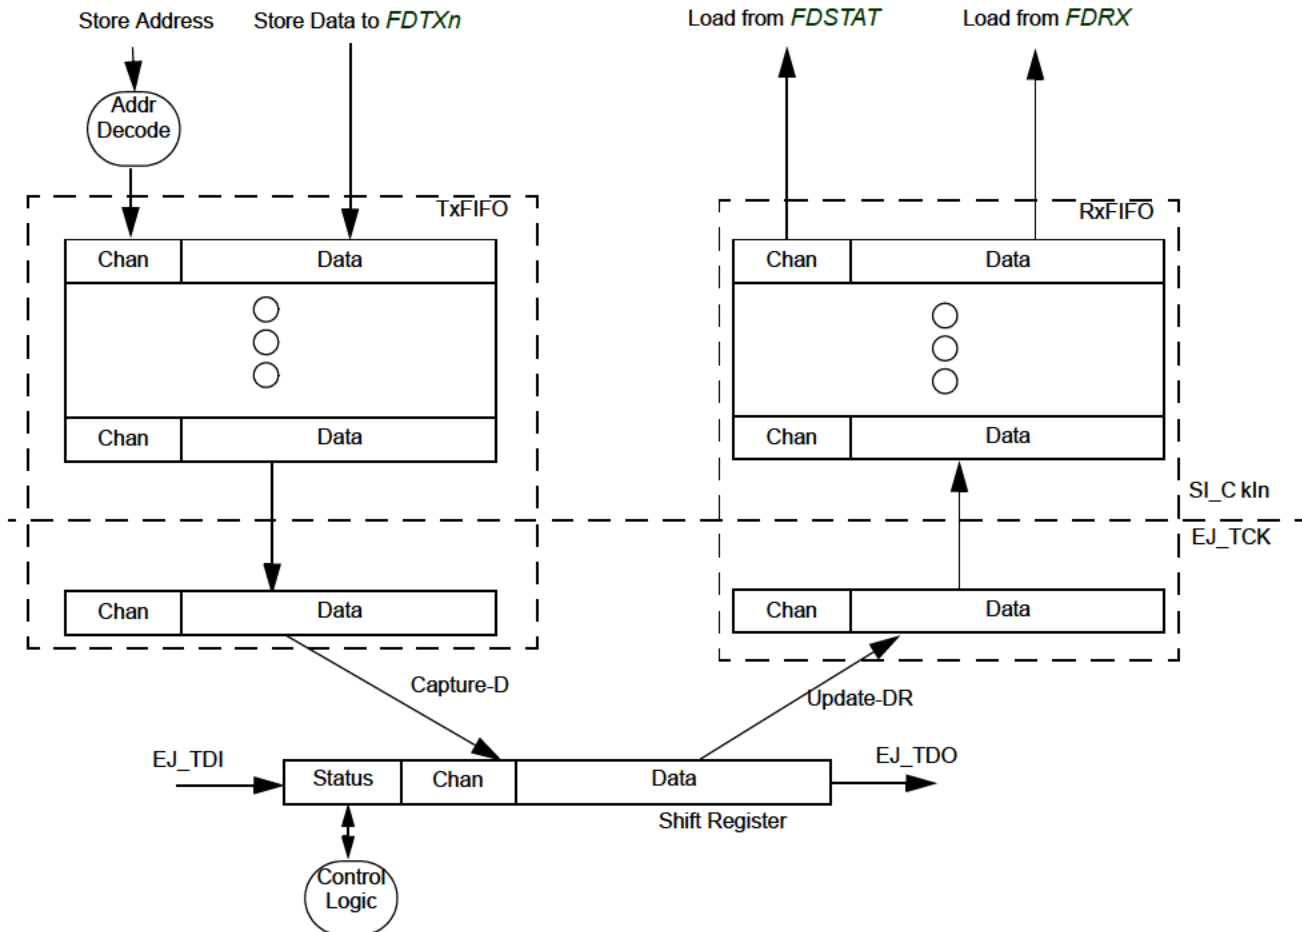 Store Address
Store Data to FDTXn
Load from FDSTAT
Load from FDRX
Addr
Decode
TxFIFO
RxFIFO
Chan
Data
Chan
Data
Chan
Data
Chan
Data
SI_C kIn
EJ_TCK
Chan
Data
Chan
Data
Capture-D
Update-DR
EJ_TDI
EJ_TDO
Status
Chan
Data
Shift Register
Control
Logic